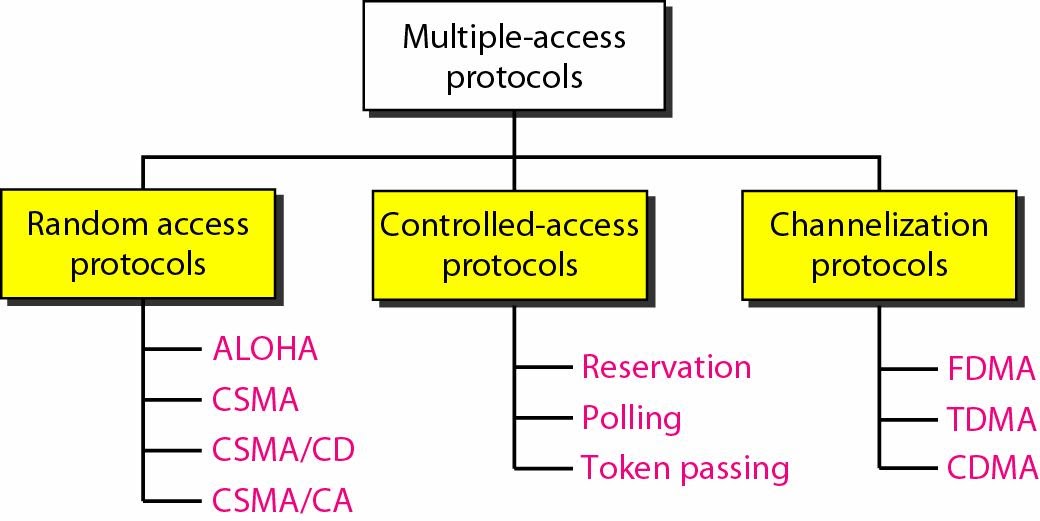 Multiple-access
protocols
Random access
protocols
Controlled-access
protocols
Channelization
protocols
ALOHA
CSMA
CSMA/CD
CSMA/CA
Reservation
Polling
Token passing
FDMA
TDMA
CDMA